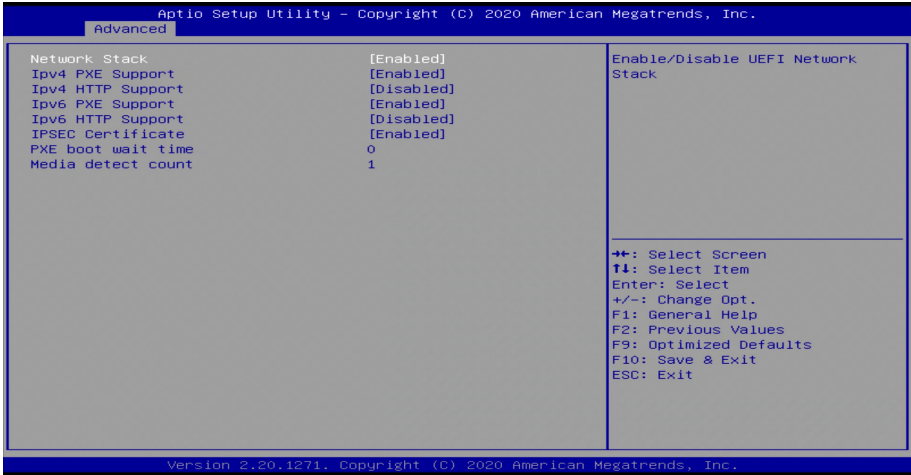 Aptio Setup Utility – Copyright (C) 2020 American Megatrends, Inc.
Advanced
Network Stack [Enabled]
Ipv4 PXE Support [Enabled]
Ipv4 HTTP Support [Disabled]
Ipv6 PXE Support [Enabled]
Ipv6 HTTP Support [Disabled]
IPSEC Certificate [Enabled]
PXE boot wait time 0
Media detect count 1
Enable/Disable UEFI Network
Stack
→←: Select Screen
↑↓: Select Item
Enter: Select
+/-: Change Opt.
F1: General Help
F2: Previous Values
F9: Optimized Defaults
F10: Save & Exit
ESC: Exit
Version 2.20.1271. Copyright (C) 2020 American Megatrends, Inc.